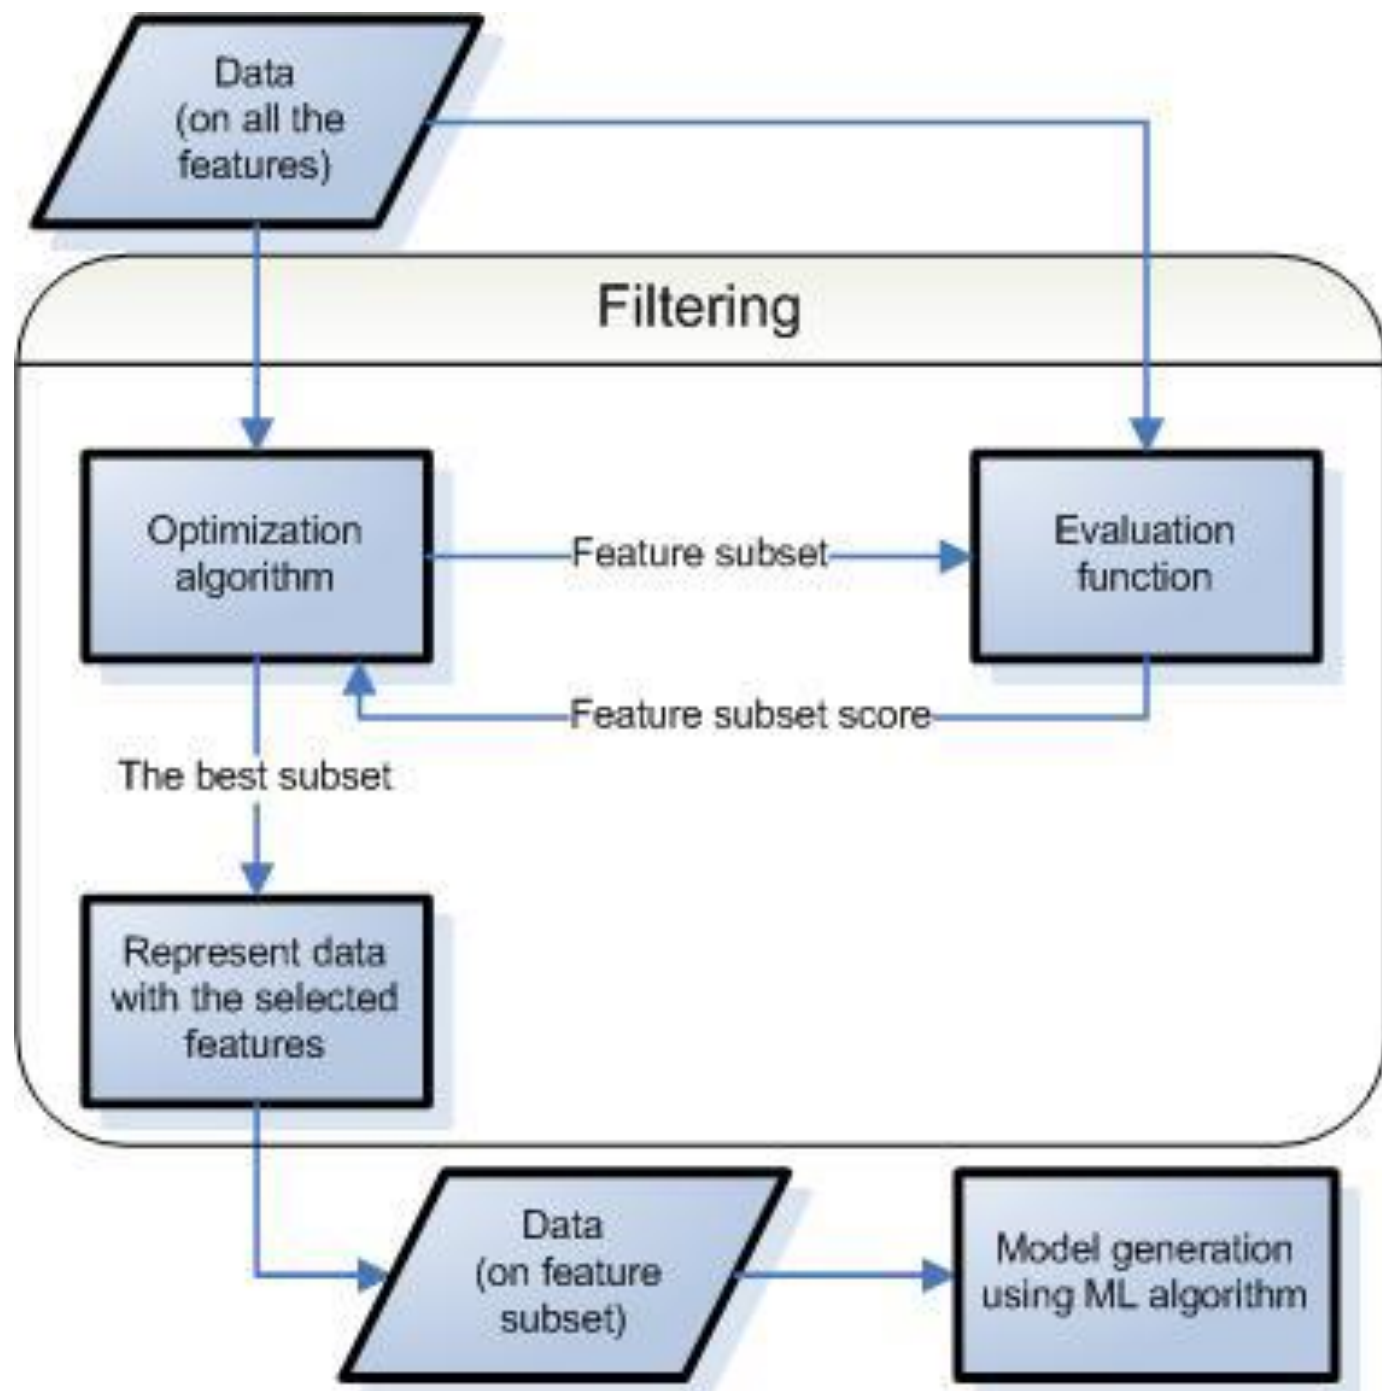 Data
(on all the
features)
Filtering
Optimization
algorithm
Feature subset
Evaluation
function
Feature subset score
The best subset
Represent data
with the selected
features
Data
(on feature
subset)
Model generation
using ML algorithm